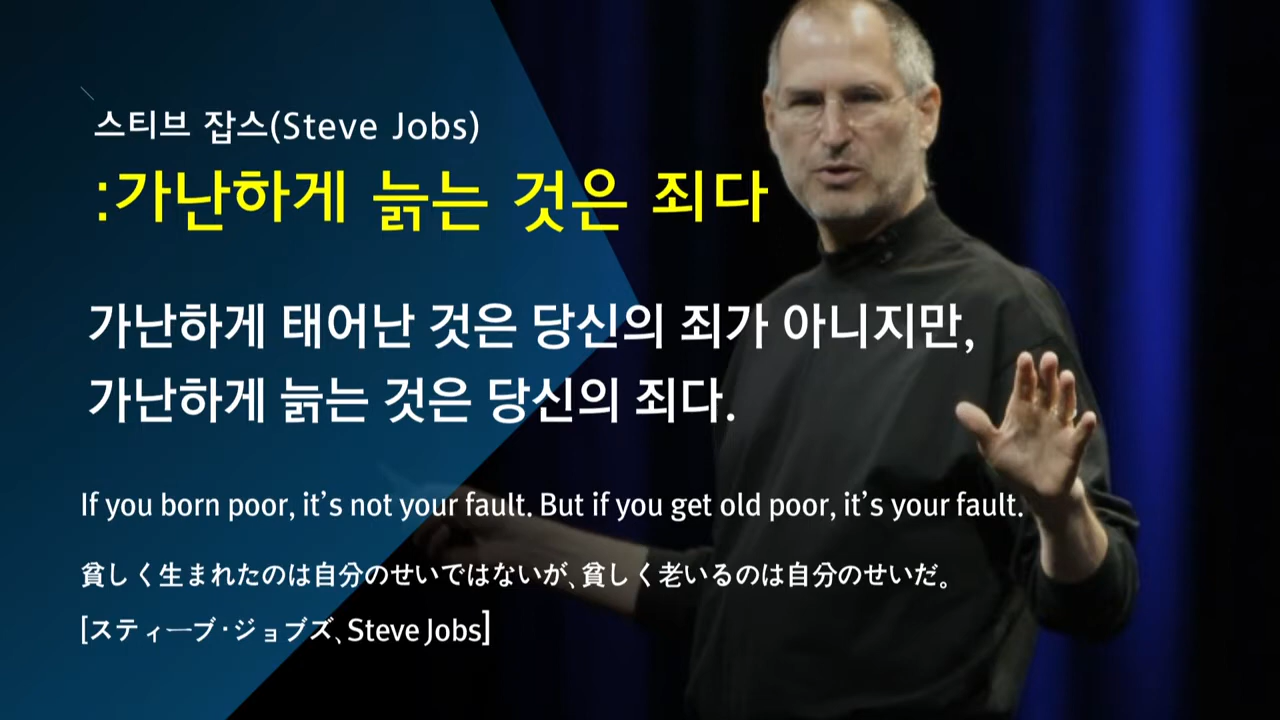 스티브 잡스(Steve Jobs)
:가난하게 늙는 것은 죄다
가난하게 태어난 것은 당신의 죄가 아니지만,
가난하게 늙는 것은 당신의 죄다.
If you born poor, it’s not your fault. But if you get old poor, it’s your fault.
貧しく生まれたのは自分のせいではないが、貧しく老いるのは自分のせいだ。
[スティーブ·ジョブズ、Steve Jobs]